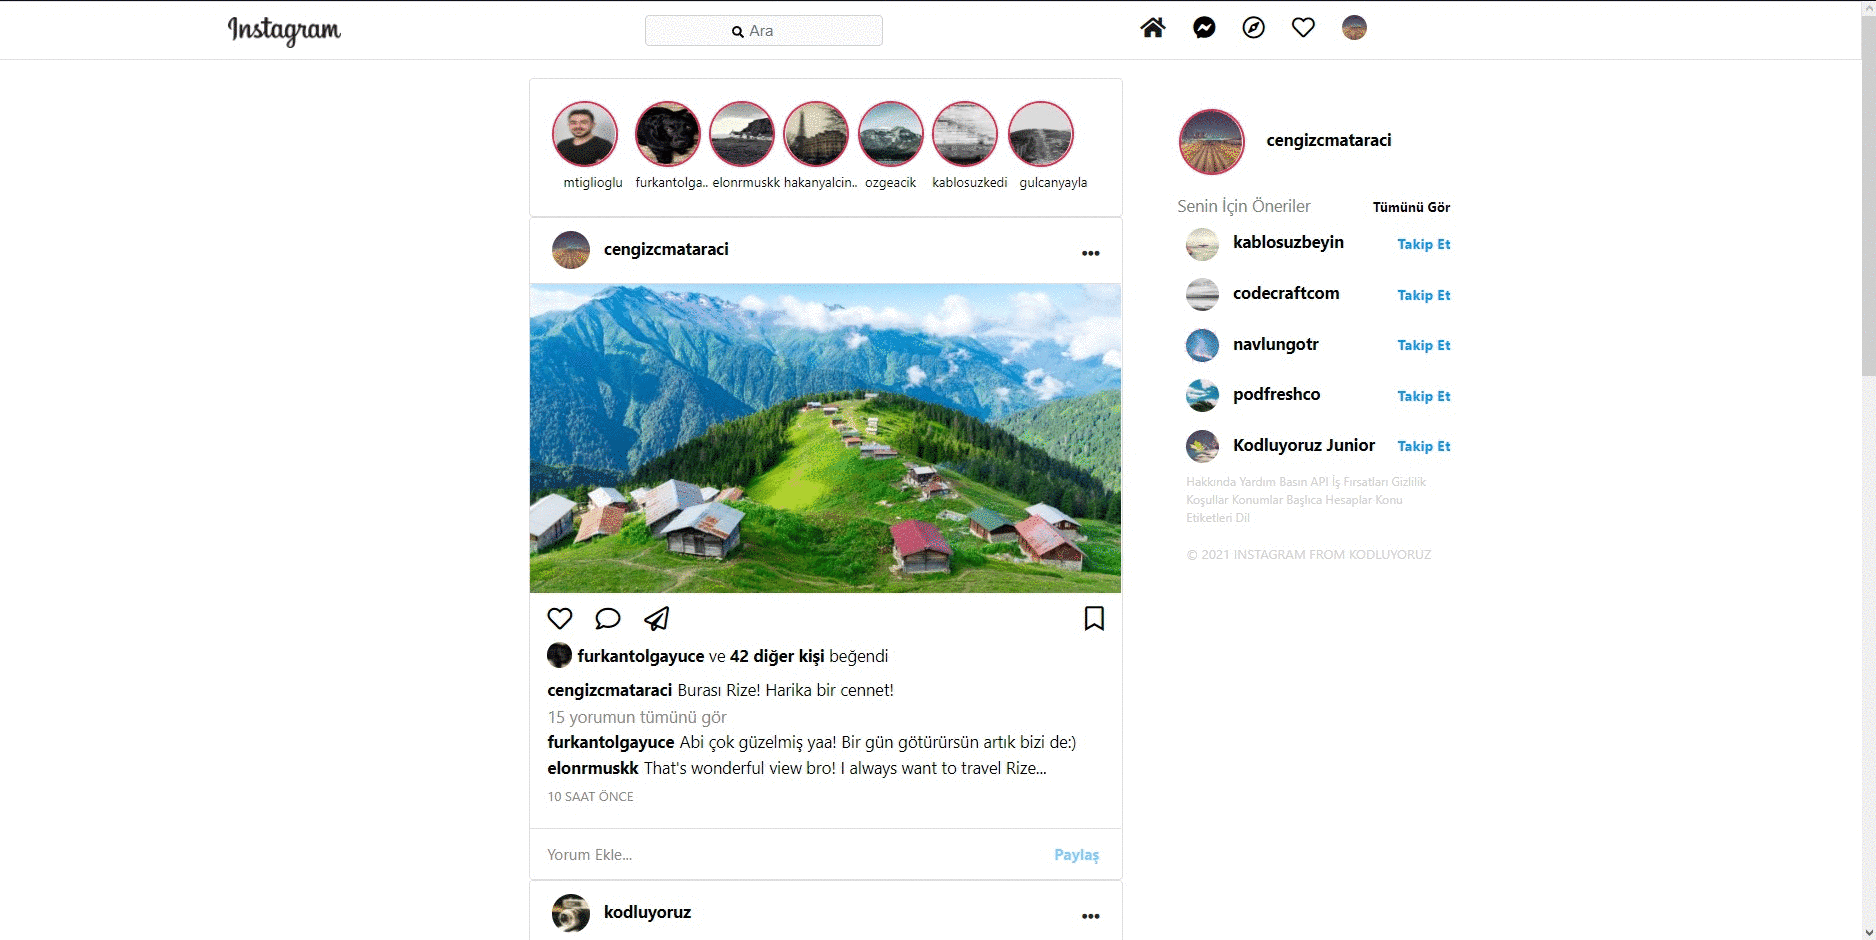 Instagram
Ara
mtiglioglu furkantolga.. elonrmuskk hakanyalcin.. ozgeacik kablosuzkedi gulcanyayla
cengizcmataraci
furkantolgayuce ve 42 diğer kişi beğendi
cengizcmataraci Burası Rize! Harika bir cennet!
15 yorumun tümünü gör
furkantolgayuce Abi çok güzelmiş yaa! Bir gün götürürsün artık bizi de:)
elonrmuskk That's wonderful view bro! I always want to travel Rize...
10 SAAT ÖNCE
Yorum Ekle... Paylaş
kodluyoruz
cengizcmataraci
Senin İçin Öneriler Tümünü Gör
kablosuzbeyin Takip Et
codecraftcom Takip Et
navlungotr Takip Et
podfreshco Takip Et
Kodluyoruz Junior Takip Et
Hakkında Yardım Basın API İş Fırsatları Gizlilik
Koşullar Konumlar Başlıca Hesaplar Konu
Etiketleri Dil
© 2021 INSTAGRAM FROM KODLUYORUZ